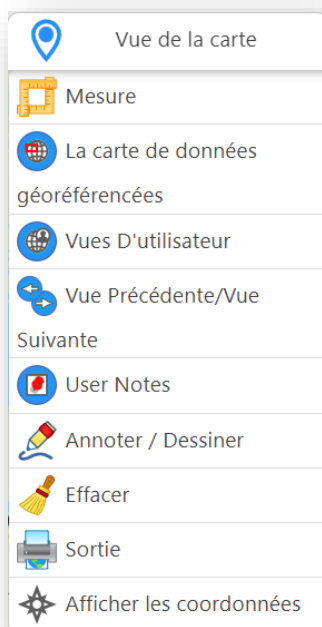 Vue de la carte
Mesure
La carte de données
géoréférencées
Vues D'utilisateur
Vue Précédente/Vue
Suivante
User Notes
Annoter / Dessiner
Effacer
Sortie
Afficher les coordonnées